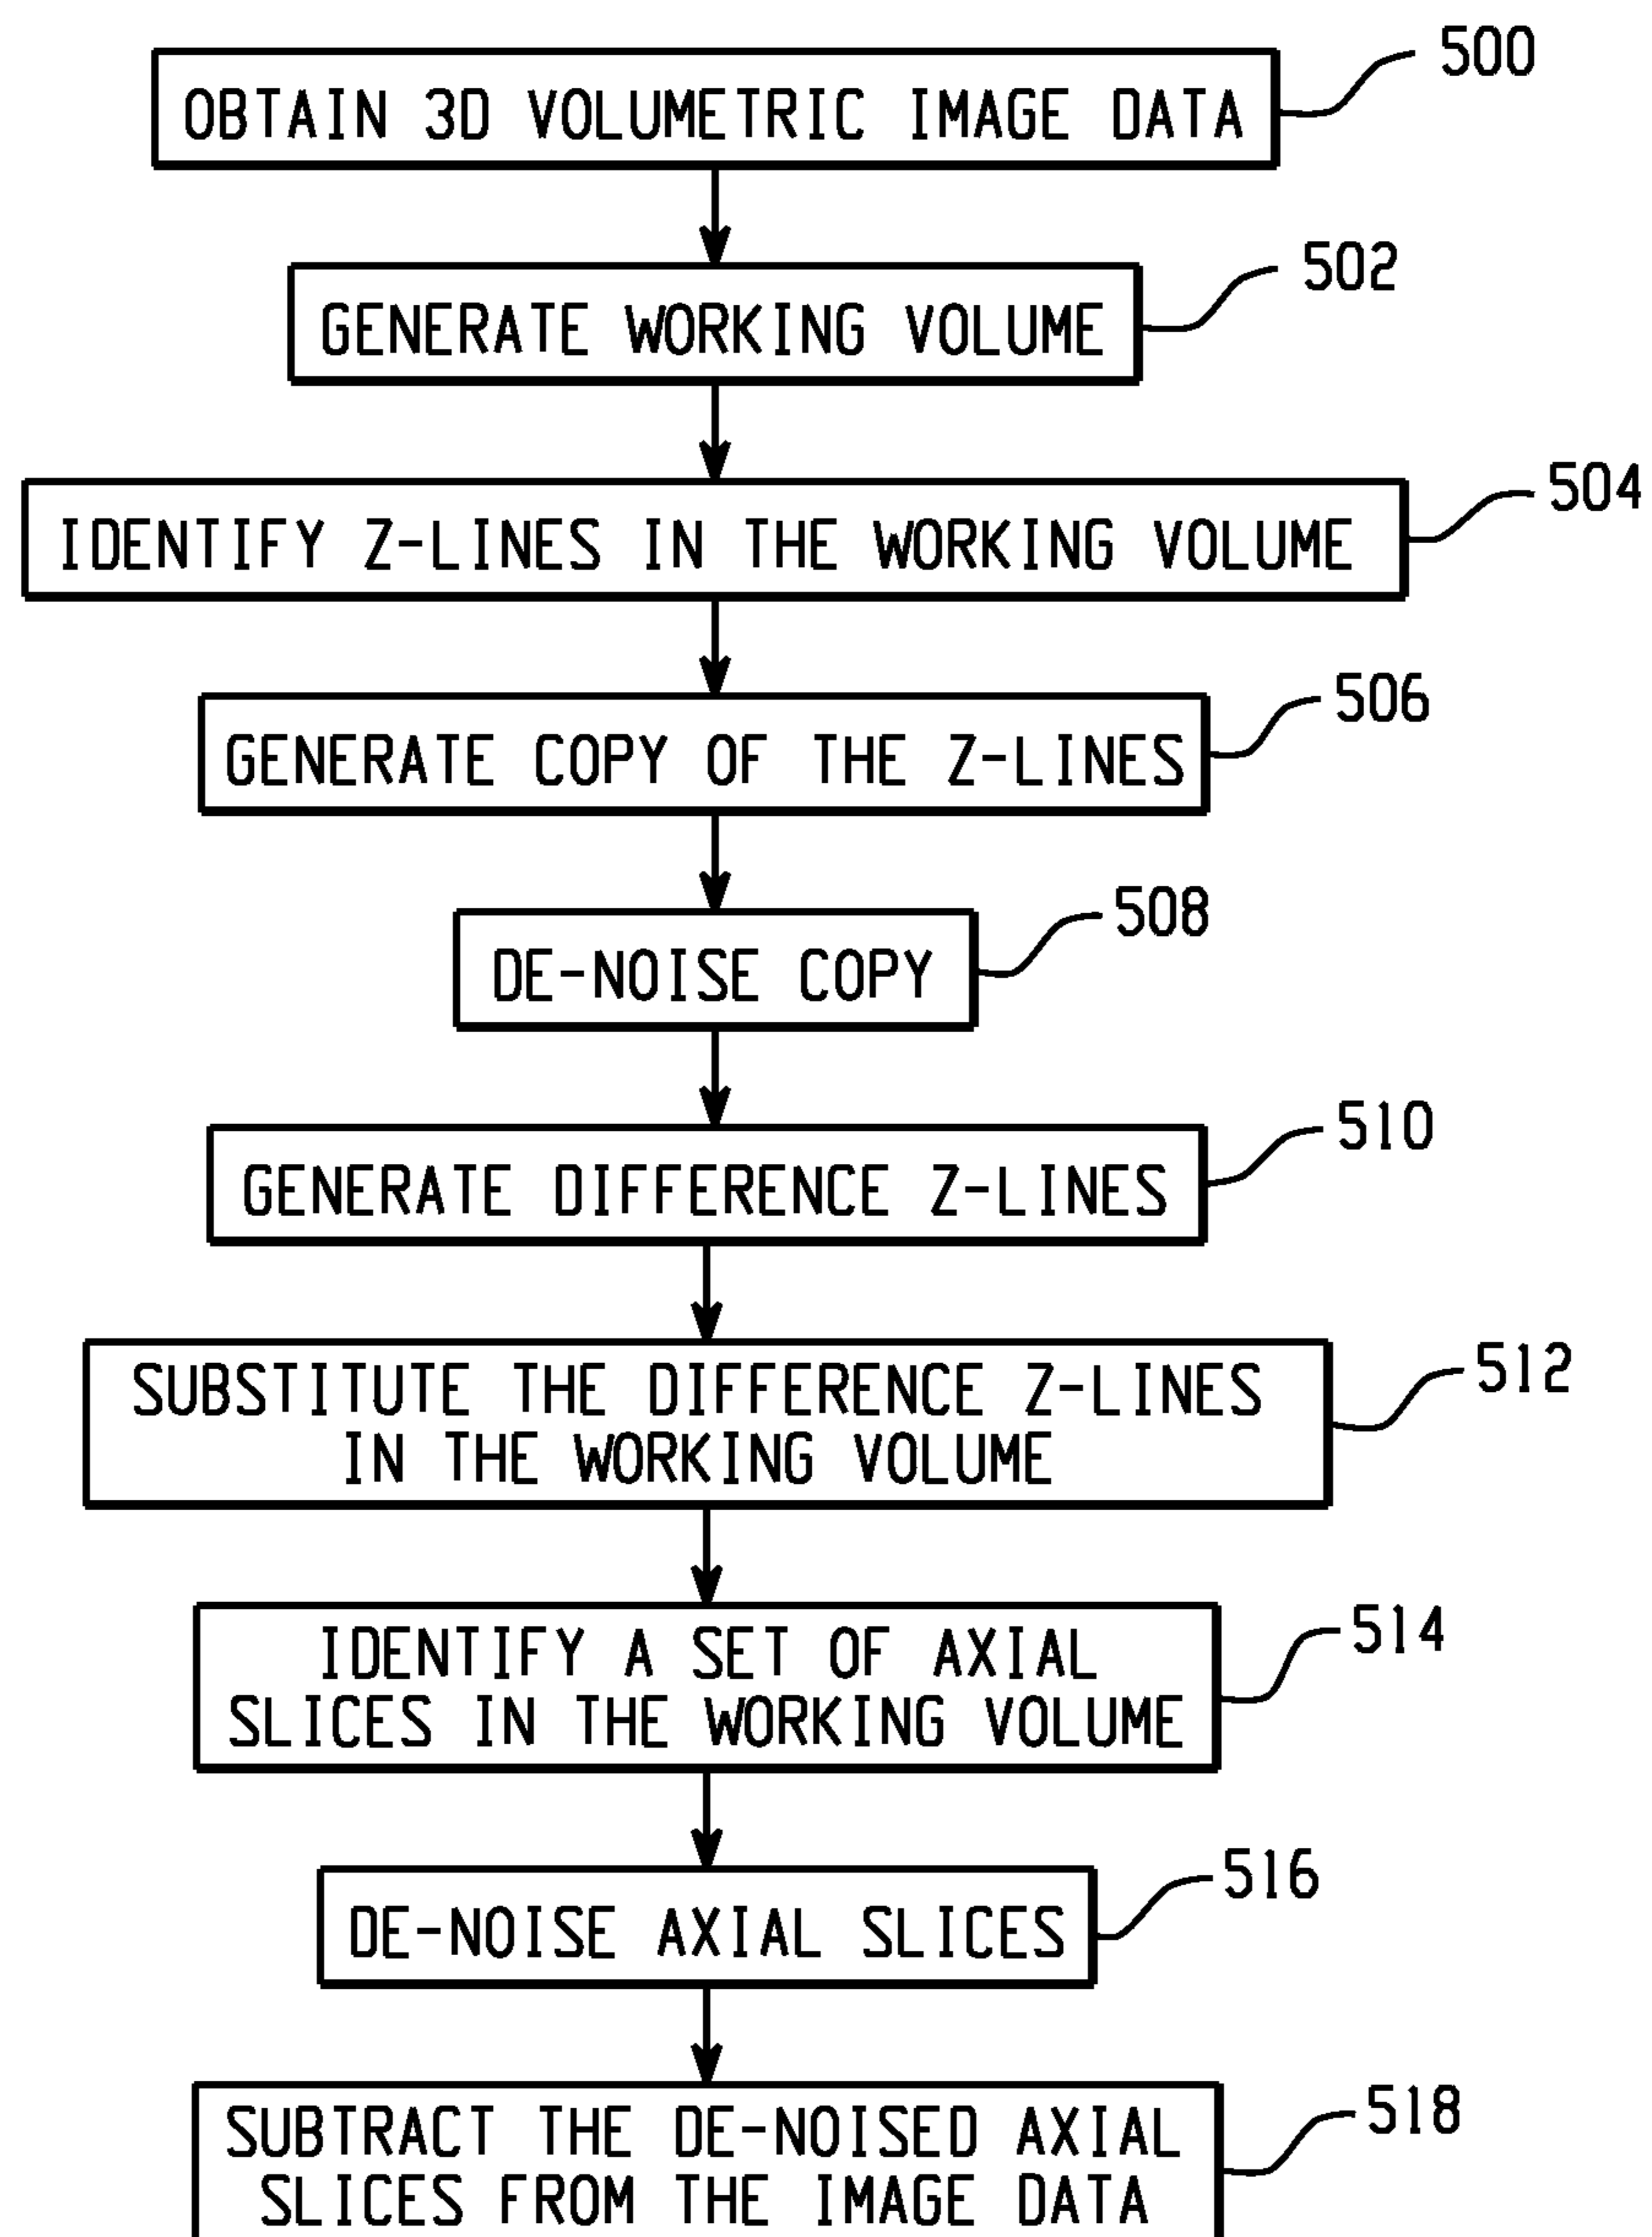 500
OBTAIN 3D VOLUMETRIC IMAGE DATA
502
GENERATE WORKING VOLUME
504
IDENTIFY Z-LINES IN THE WORKING VOLUME
506
GENERATE COPY OF THE Z-LINES
508
DE-NOISE COPY
510
GENERATE DIFFERENCE Z-LINES
512
SUBSTITUTE THE DIFFERENCE Z-LINES
IN THE WORKING VOLUME
514
IDENTIFY A SET OF AXIAL
SLICES IN THE WORKING VOLUME
516
DE-NOISE AXIAL SLICES
518
SUBTRACT THE DE-NOISED AXIAL
SLICES FROM THE IMAGE DATA